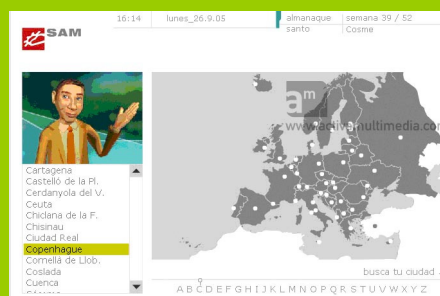 16:14 lunes_26.9.05 almanaque semana 39 / 52
santo Cosme
SAM
am
www.activamultimedia.com
Cartagena
Castelló de la Pl.
Cerdanyola del V.
Ceuta
Chiclana de la F.
Chisinau
Ciudad Real
Copenhague
Cornellá de Llob.
Coslada
Cuenca
busca tu ciudad
A B C D E F G H I J K L M N O P Q R S T U V W X Y Z